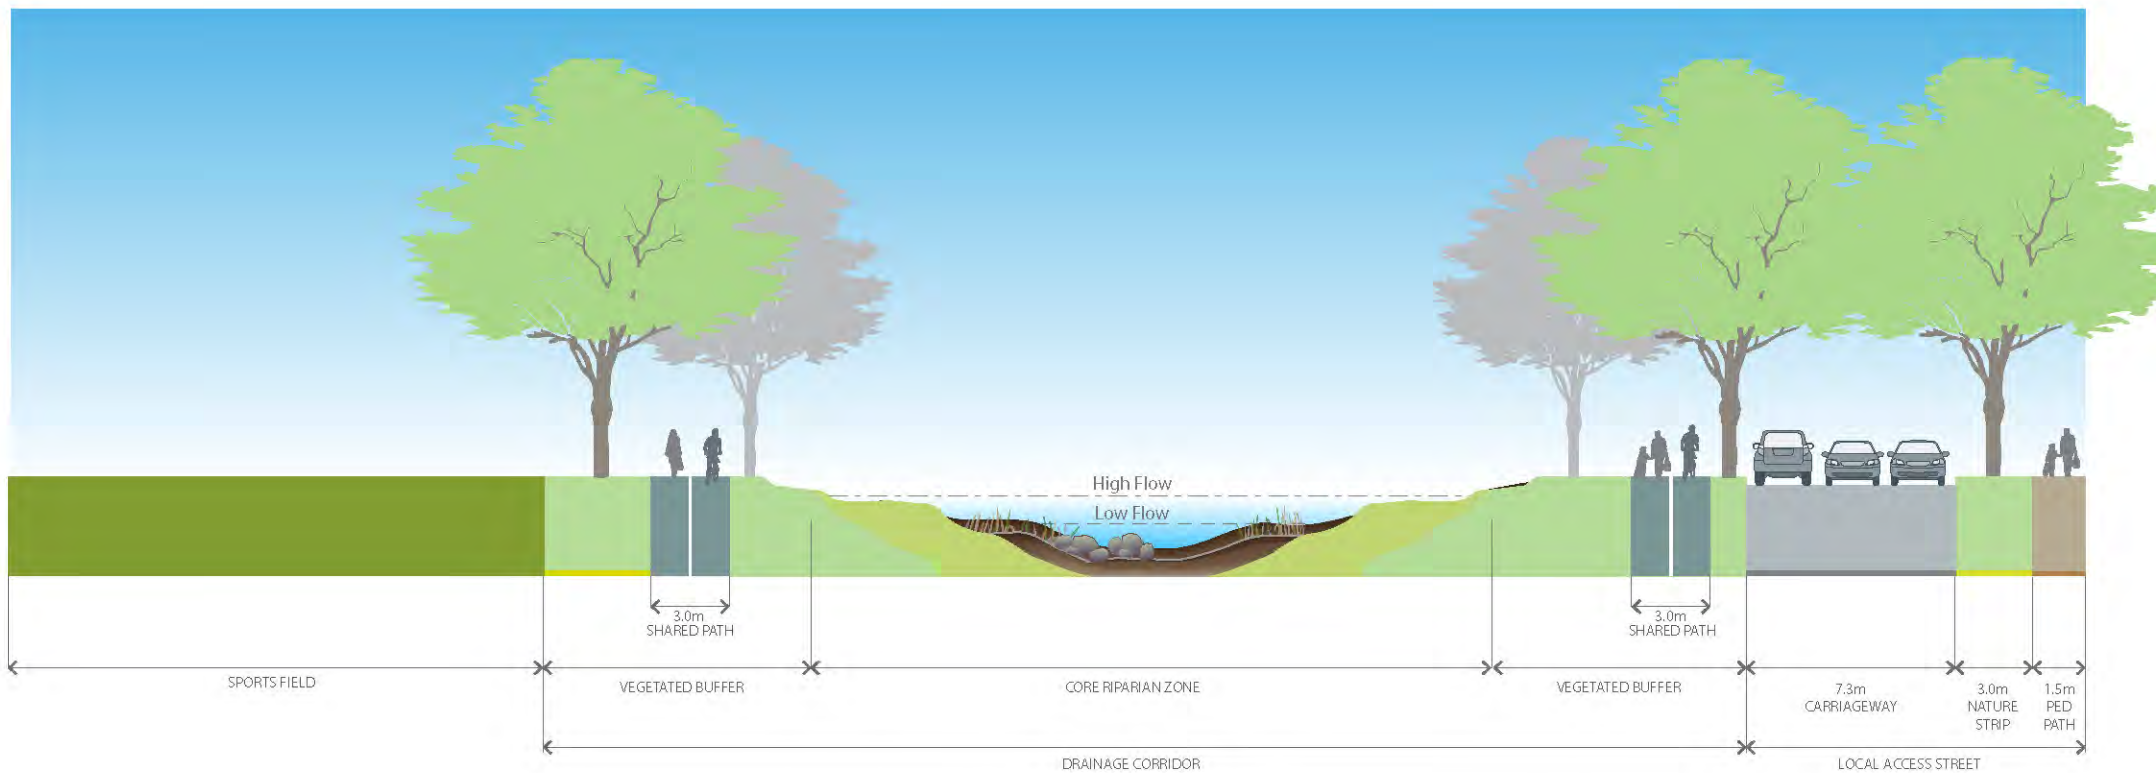 High Flow
Low Flow
3.0m
SHARED PATH
3.0m
SHARED PATH
SPORTS FIELD
VEGETATED BUFFER
CORE RIPARIAN ZONE
VEGETATED BUFFER
7.3m
CARRIAGEWAY
3.0m
NATURE
STRIP
1.5m
PED
PATH
DRAINAGE CORRIDOR
LOCAL ACCESS STREET